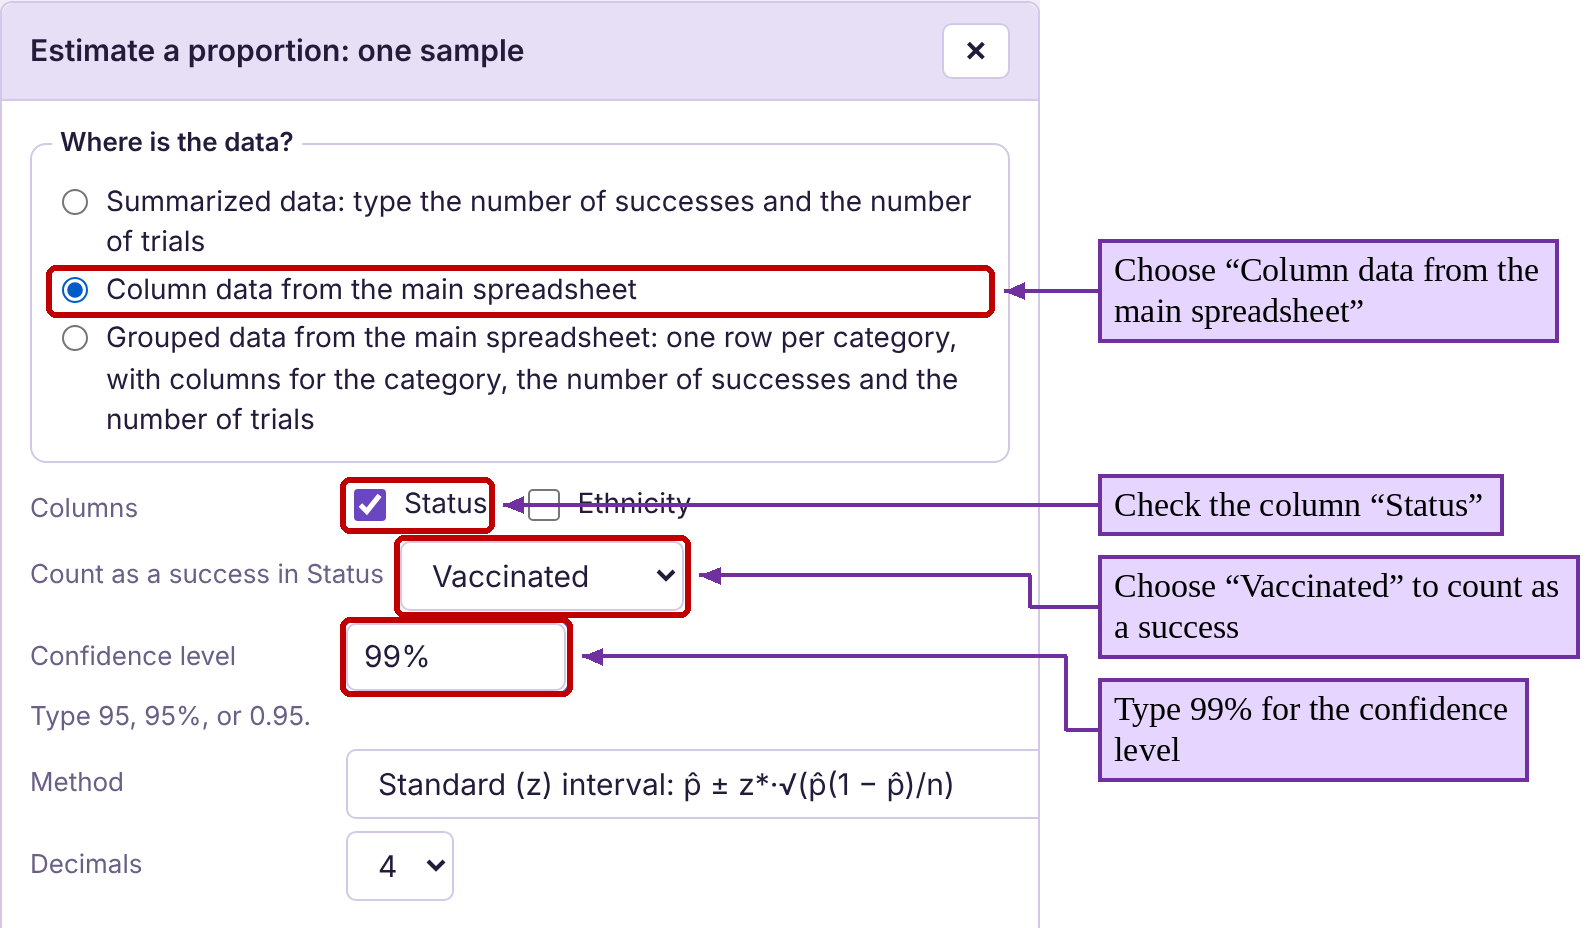 Estimate a proportion: one sample
Where is the data?
Summarized data: type the number of successes and the number
of trials
Column data from the main spreadsheet
Grouped data from the main spreadsheet: one row per category,
with columns for the category, the number of successes and the
number of trials
Choose “Column data from the
main spreadsheet”
Columns
Status
Ethnicity
Check the column “Status”
Count as a success in Status
Vaccinated
Choose “Vaccinated” to count as
a success
Confidence level
99%
Type 99% for the confidence
level
Type 95, 95%, or 0.95.
Method
Standard (z) interval: p̂ ± z*·√(p̂(1 − p̂)/n)
Decimals
4